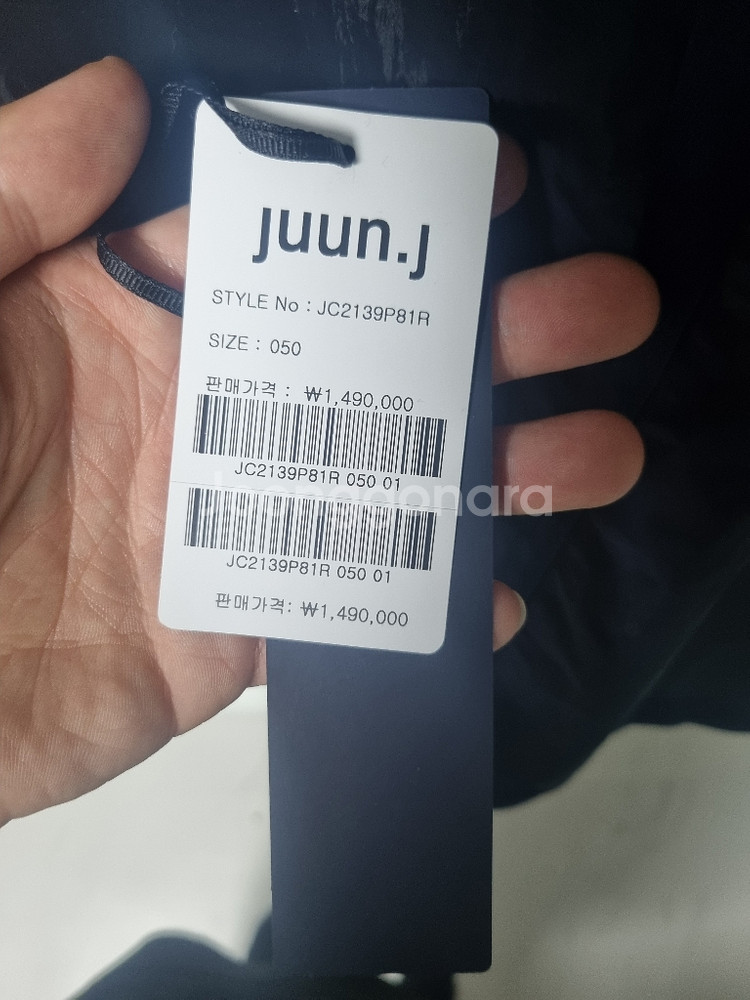 juun.j
STYLE No : JC2139P81R
SIZE : 050
판매가격 : ₩1,490,000
JC2139P81R 050 01
Joonggonara
JC2139P81R 050 01
판매가격: ₩1,490,000